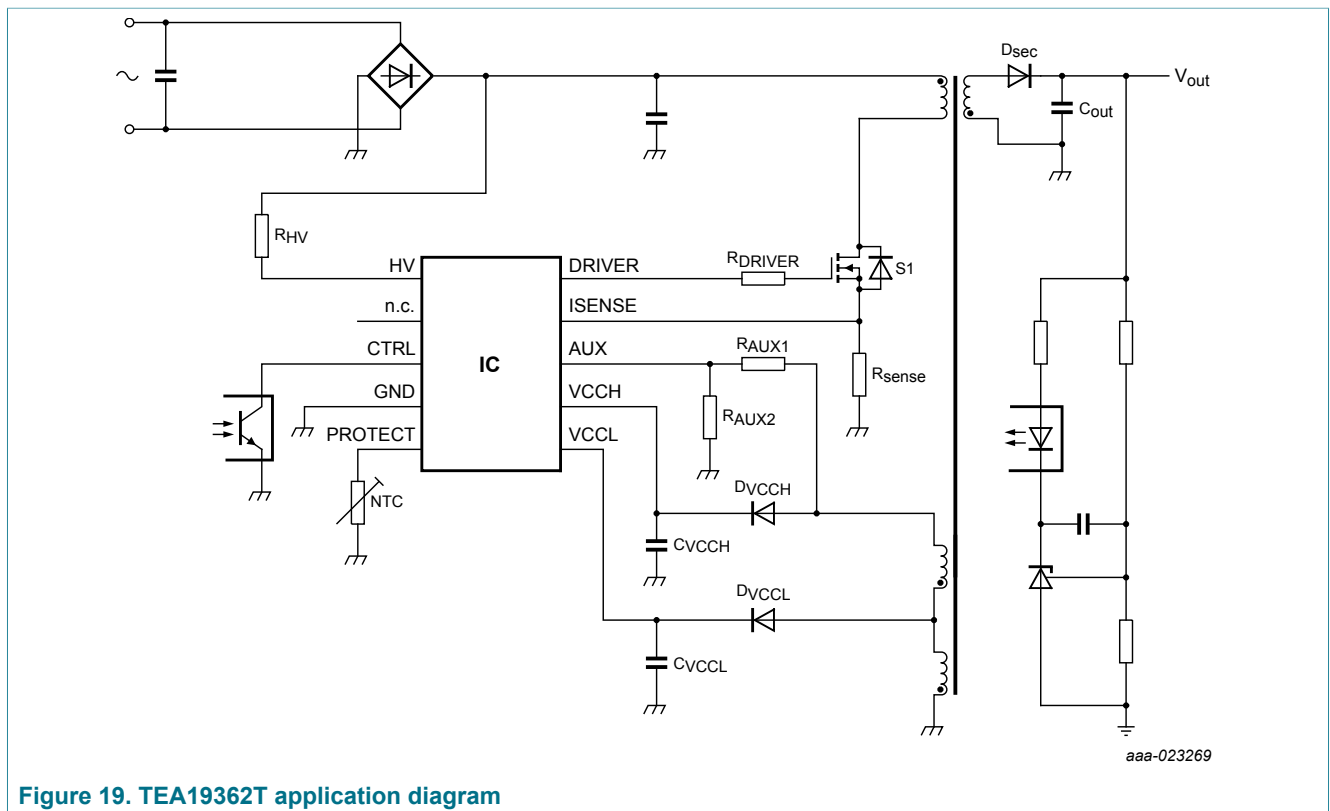 Dsec
Vout
Cout
RHV
HV
DRIVER
RDRIVER
S1
n.c.
ISENSE
CTRL
IC
AUX
RAUX1
Rsense
GND
VCCH
RAUX2
PROTECT
VCCL
NTC
DVCCH
CVCCH
DVCCL
CVCCL
aaa-023269
Figure 19. TEA19362T application diagram